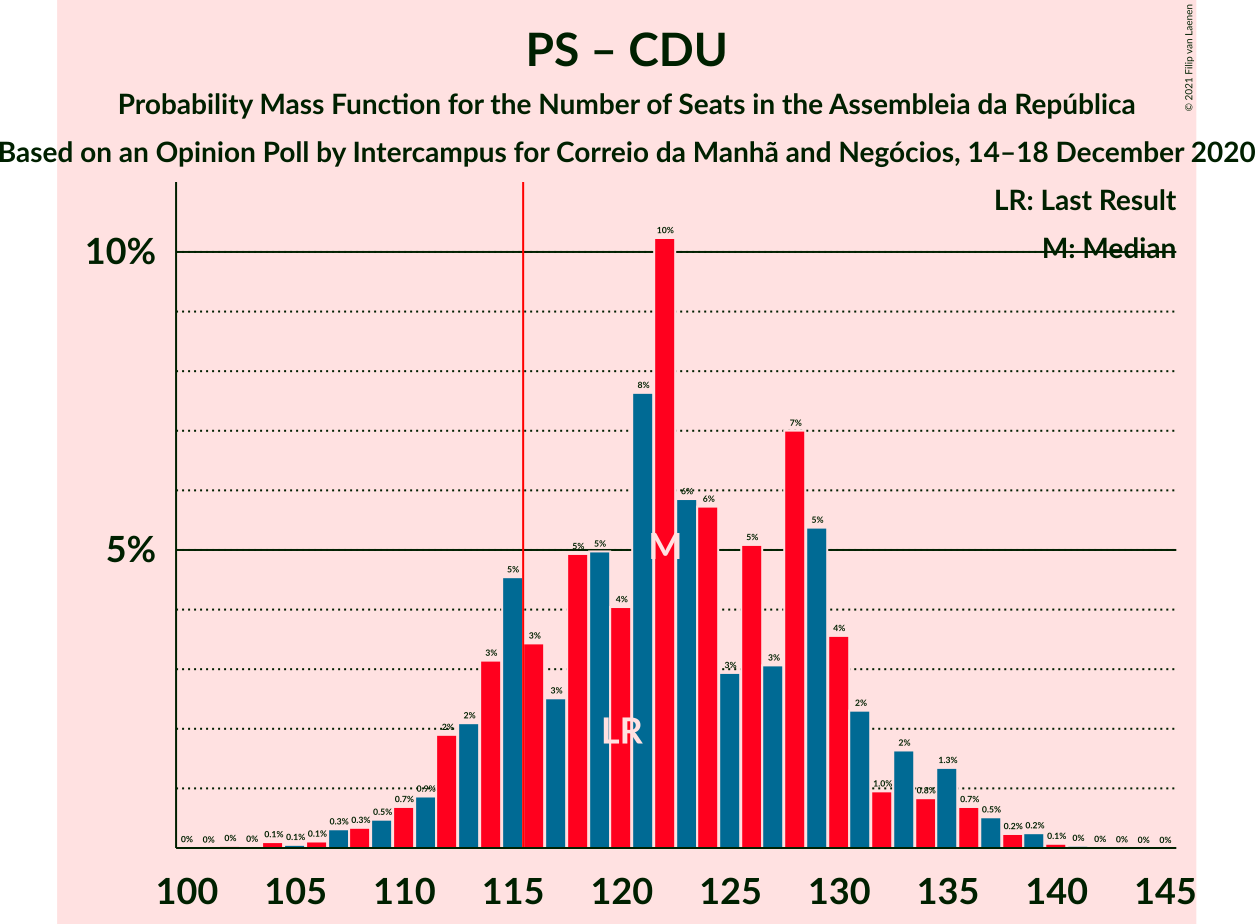 PS – CDU
Probability Mass Function for the Number of Seats in the Assembleia da República
Based on an Opinion Poll by Intercampus for Correio da Manhã and Negócios, 14–18 December 2020
© 2021 Filip van Laenen
LR: Last Result
M: Median
10%
5%
0% 0% 0% 0% 0.1% 0.1% 0.1% 0.3% 0.3% 0.5% 0.7% 0.9% 2% 2% 3% 5% 3% 3% 5% 5% 4% 8% 10% 6% 6% 3% 5% 3% 7% 5% 4% 2% 1.0% 2% 0.8% 1.3% 0.7% 0.5% 0.2% 0.2% 0.1% 0% 0% 0% 0% 0%
M
LR
100 105 110 115 120 125 130 135 140 145